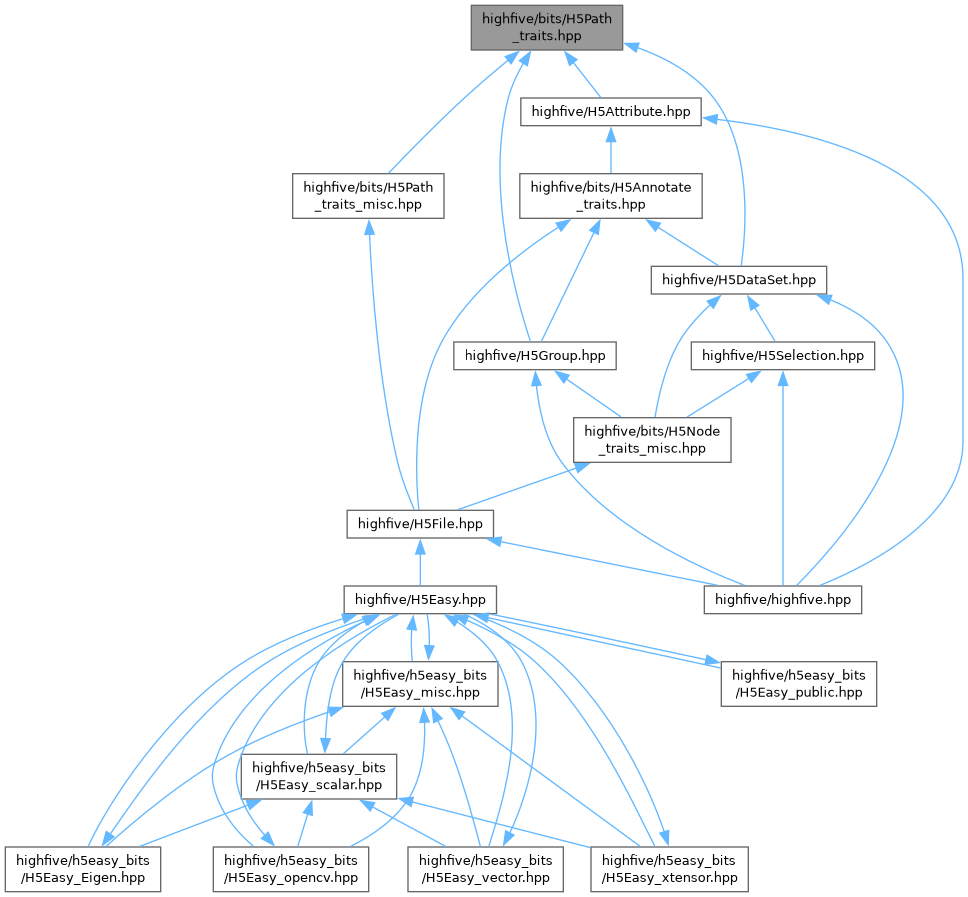 highfive/bits/H5Path
_traits.hpp
highfive/H5Attribute.hpp
highfive/bits/H5Path
_traits_misc.hpp
highfive/bits/H5Annotate
_traits.hpp
highfive/H5DataSet.hpp
highfive/H5Group.hpp
highfive/H5Selection.hpp
highfive/bits/H5Node
_traits_misc.hpp
highfive/H5File.hpp
highfive/H5Easy.hpp
highfive/highfive.hpp
highfive/h5easy_bits
/H5Easy_misc.hpp
highfive/h5easy_bits
/H5Easy_public.hpp
highfive/h5easy_bits
/H5Easy_scalar.hpp
highfive/h5easy_bits
/H5Easy_Eigen.hpp
highfive/h5easy_bits
/H5Easy_opencv.hpp
highfive/h5easy_bits
/H5Easy_vector.hpp
highfive/h5easy_bits
/H5Easy_xtensor.hpp